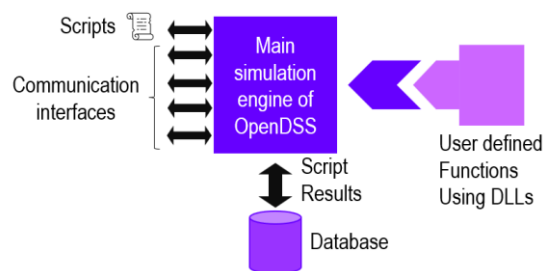 Scripts
Communication
interfaces
Main
simulation
engine of
OpenDSS
User defined
Functions
Using DLLs
Script
Results
Database